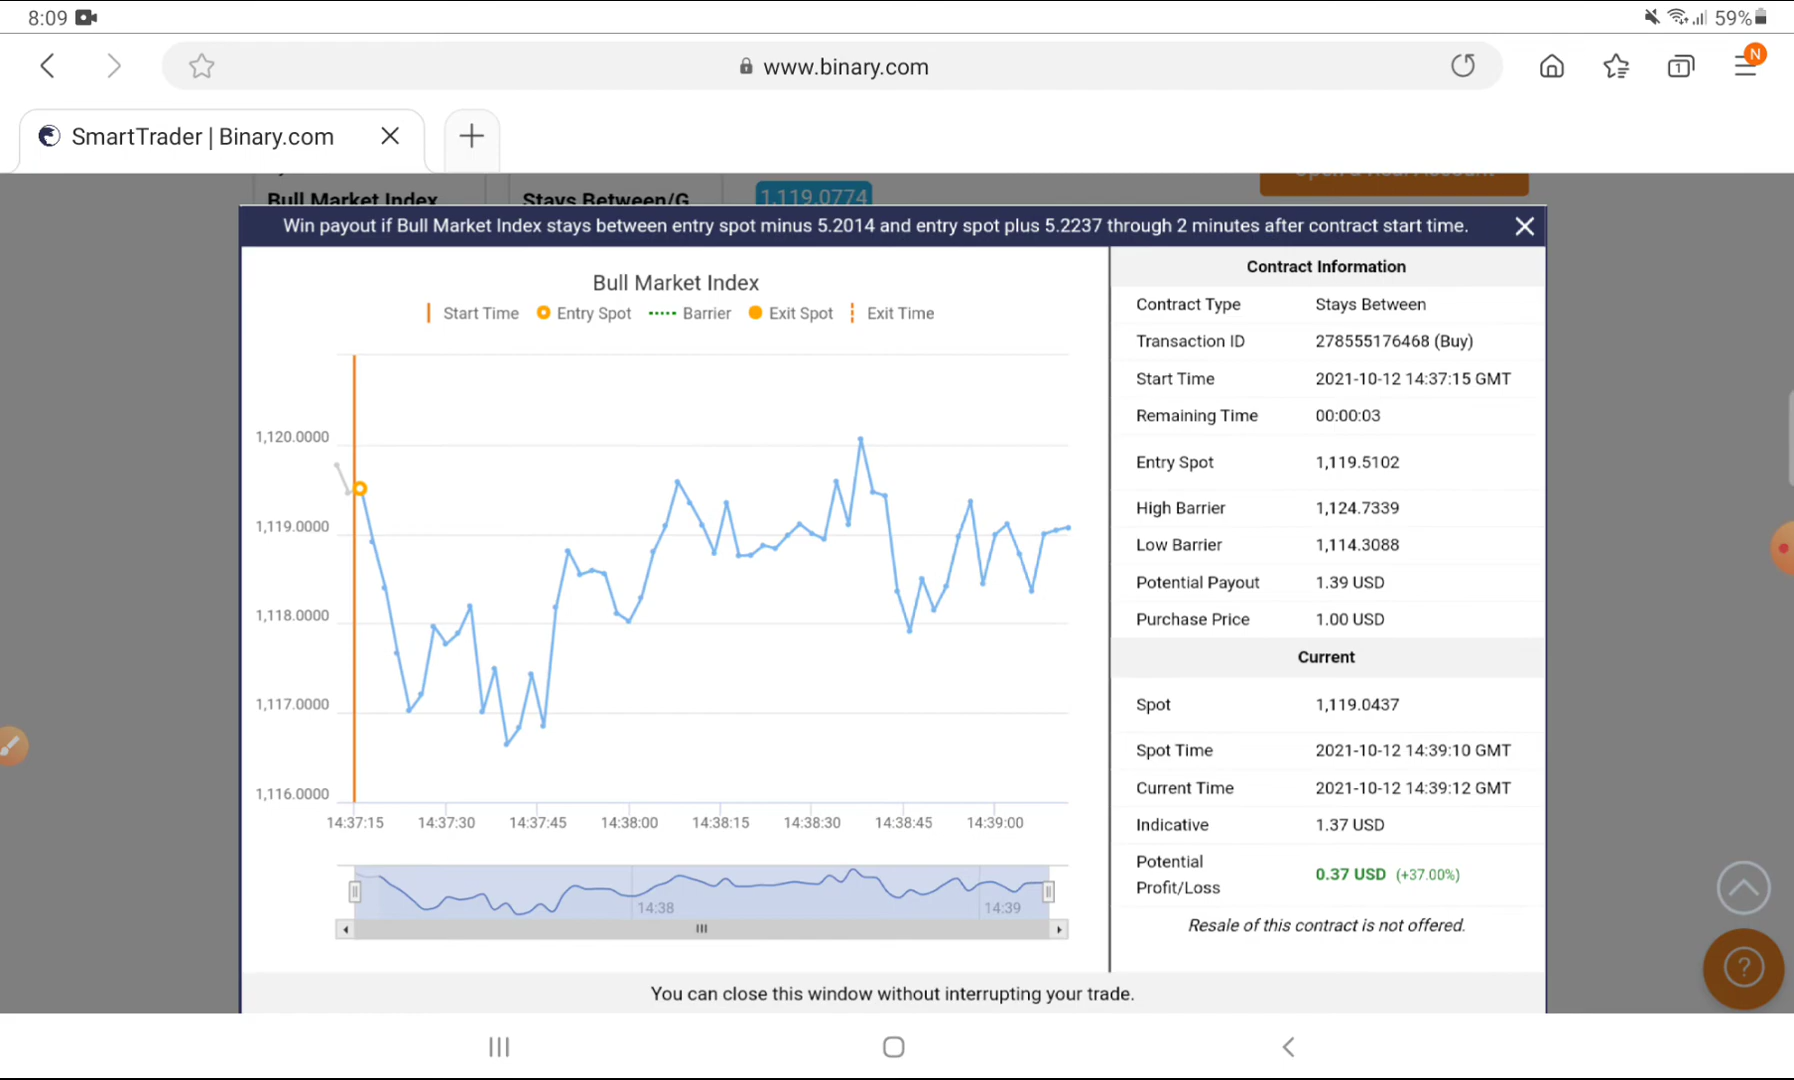 8:09
59%
www.binary.com
1
N
SmartTrader | Binary.com
Bull Market Index
Stays Between/G
1,119.0774
Win payout if Bull Market Index stays between entry spot minus 5.2014 and entry spot plus 5.2237 through 2 minutes after contract start time.
Bull Market Index
Start Time Entry Spot Barrier Exit Spot Exit Time
1,120.0000
1,119.0000
1,118.0000
1,117.0000
1,116.0000
14:37:15 14:37:30 14:37:45 14:38:00 14:38:15 14:38:30 14:38:45 14:39:00
14:38 14:39
Contract Information
Contract Type Stays Between
Transaction ID 278555176468 (Buy)
Start Time 2021-10-12 14:37:15 GMT
Remaining Time 00:00:03
Entry Spot 1,119.5102
High Barrier 1,124.7339
Low Barrier 1,114.3088
Potential Payout 1.39 USD
Purchase Price 1.00 USD
Current
Spot 1,119.0437
Spot Time 2021-10-12 14:39:10 GMT
Current Time 2021-10-12 14:39:12 GMT
Indicative 1.37 USD
Potential
Profit/Loss 0.37 USD (+37.00%)
Resale of this contract is not offered.
You can close this window without interrupting your trade.
?